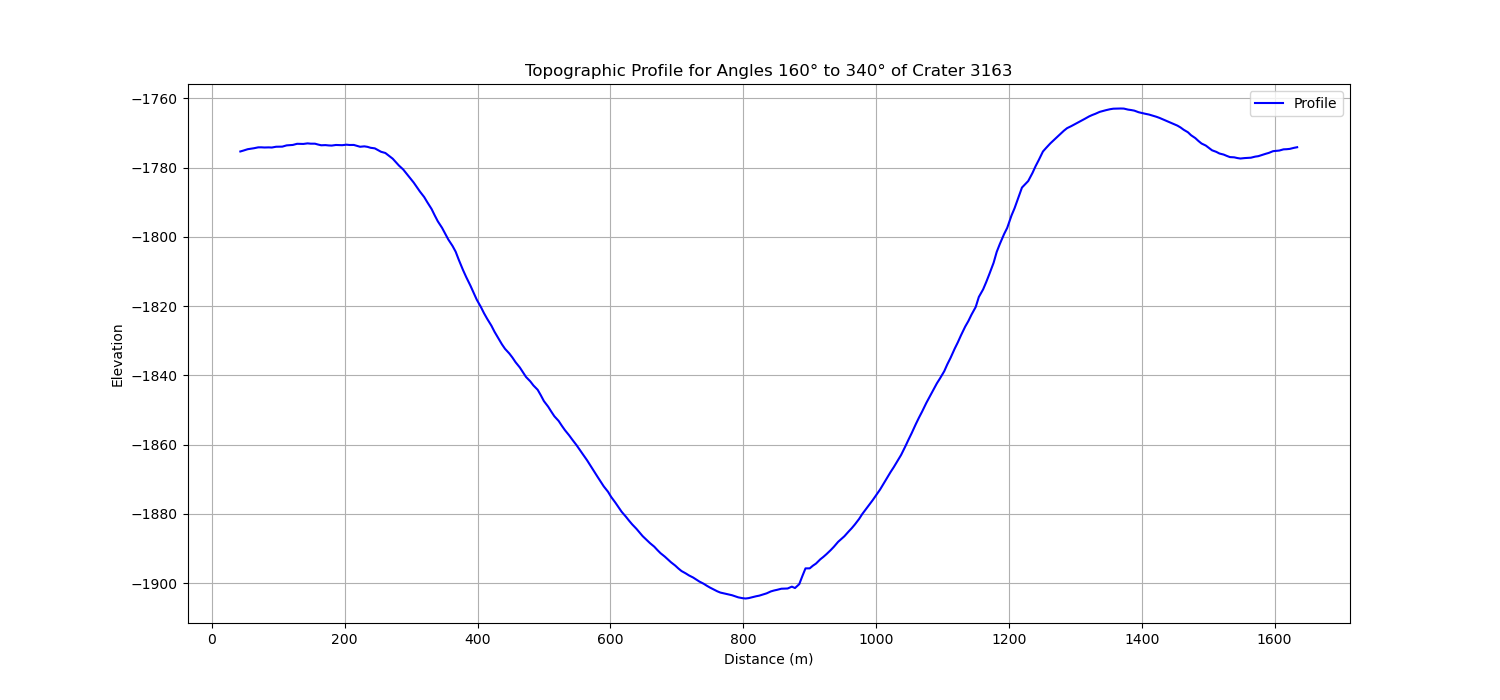 Topographic Profile for Angles 160° to 340° of Crater 3163
Profile
−1760
−1780
−1800
−1820
−1840
−1860
−1880
−1900
Elevation
0 200 400 600 800 1000 1200 1400 1600
Distance (m)